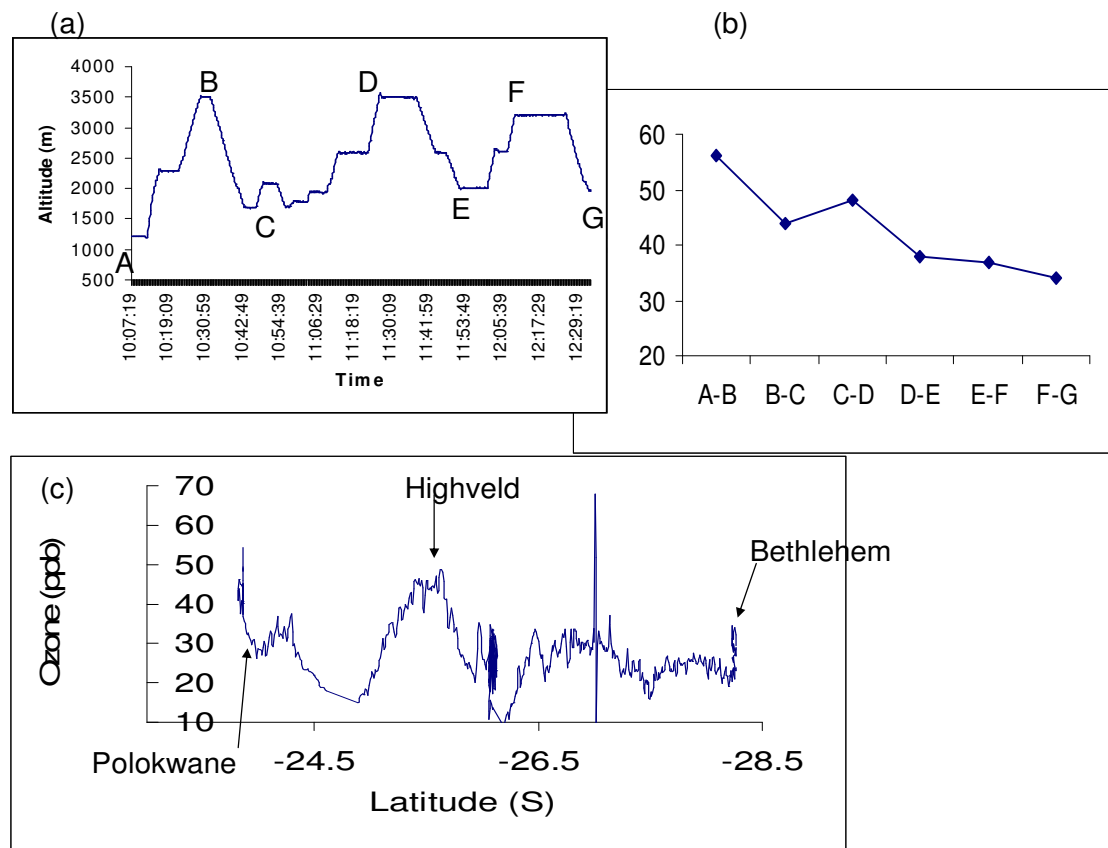 (a)
(b)
Altitude (m)
4000
3500
3000
2500
2000
1500
1000
500
A
B
C
D
E
F
G
10:07:19
10:19:09
10:30:59
10:42:49
10:54:39
11:06:29
11:18:19
11:30:09
11:41:59
11:53:49
12:05:39
12:17:29
12:29:19
Time
60
50
40
30
20
A-B B-C C-D D-E E-F F-G
(c)
Ozone (ppb)
70
60
50
40
30
20
10
Highveld
Bethlehem
Polokwane
-24.5 -26.5 -28.5
Latitude (S)